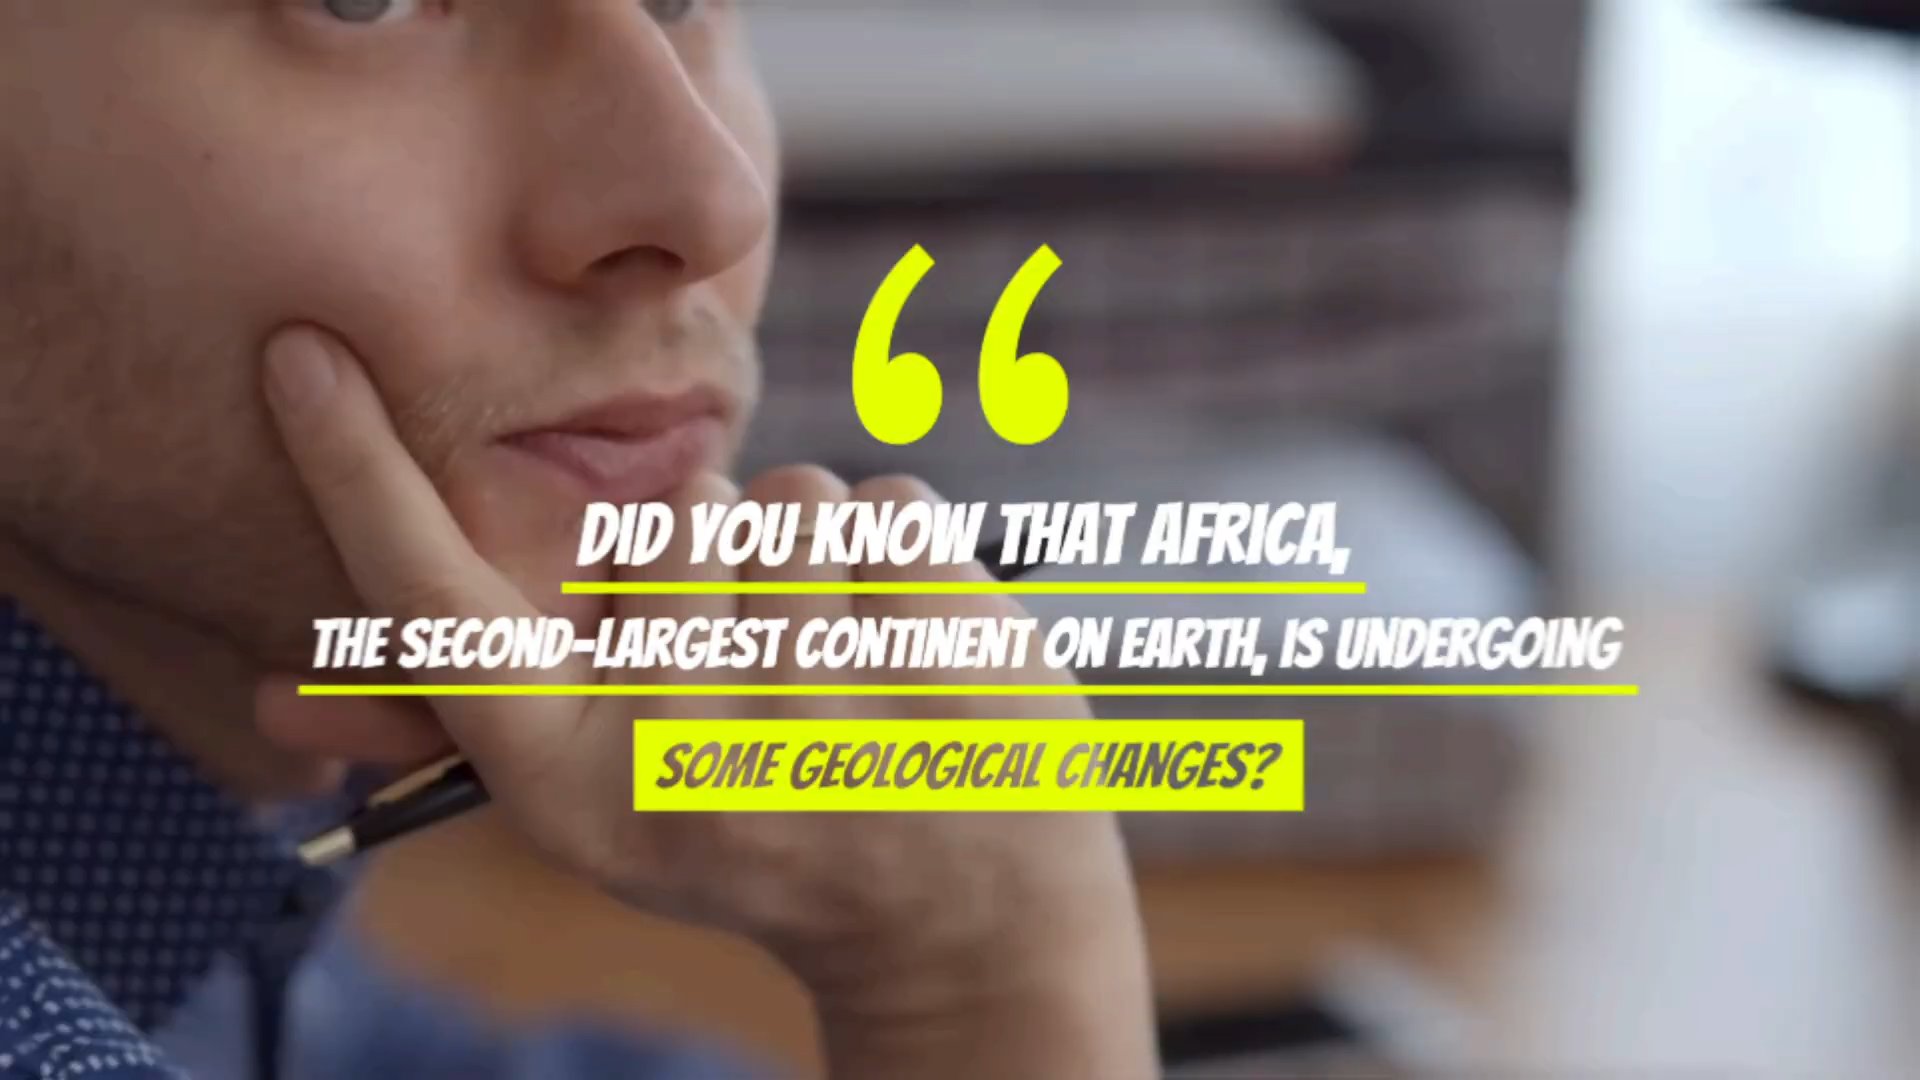 “
DID YOU KNOW THAT AFRICA,
THE SECOND-LARGEST CONTINENT ON EARTH, IS UNDERGOING
SOME GEOLOGICAL CHANGES?